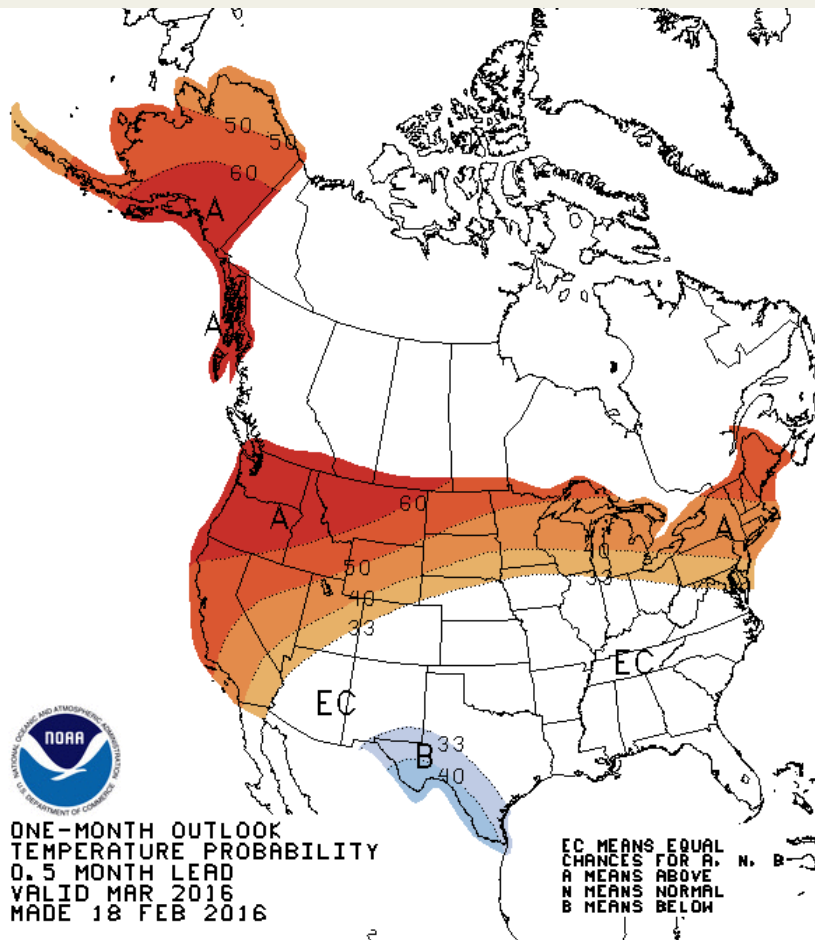 50
50
60
A
A
60
A
A
50
40
40
33
33
33
EC
EC
B
33
40
NATIONAL OCEANIC AND ATMOSPHERIC ADMINISTRATION
NOAA
U.S. DEPARTMENT OF COMMERCE
ONE-MONTH OUTLOOK
TEMPERATURE PROBABILITY
0.5 MONTH LEAD
VALID MAR 2016
MADE 18 FEB 2016
EC MEANS EQUAL
CHANCES FOR A, N, B
A MEANS ABOVE
N MEANS NORMAL
B MEANS BELOW